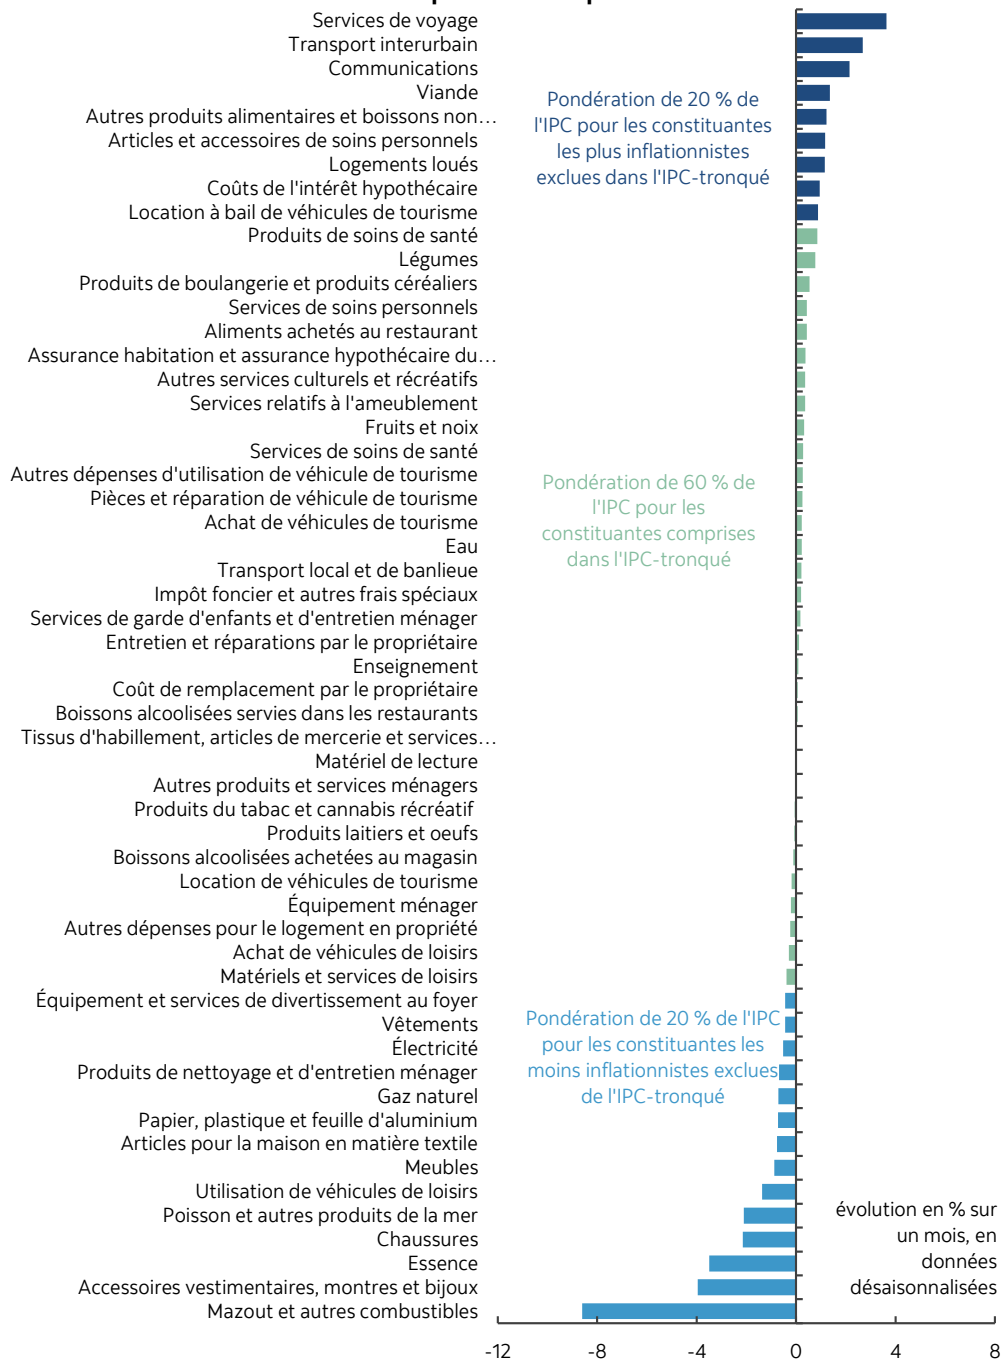 Services de voyage
Transport interurbain
Communications
Viande
Autres produits alimentaires et boissons non…
Articles et accessoires de soins personnels
Logements loués
Coûts de l'intérêt hypothécaire
Location à bail de véhicules de tourisme
Produits de soins de santé
Légumes
Produits de boulangerie et produits céréaliers
Services de soins personnels
Aliments achetés au restaurant
Assurance habitation et assurance hypothécaire du…
Autres services culturels et récréatifs
Services relatifs à l'ameublement
Fruits et noix
Services de soins de santé
Autres dépenses d'utilisation de véhicule de tourisme
Pièces et réparation de véhicule de tourisme
Achat de véhicules de tourisme
Eau
Transport local et de banlieue
Impôt foncier et autres frais spéciaux
Services de garde d'enfants et d'entretien ménager
Entretien et réparations par le propriétaire
Enseignement
Coût de remplacement par le propriétaire
Boissons alcoolisées servies dans les restaurants
Tissus d'habillement, articles de mercerie et services…
Matériel de lecture
Autres produits et services ménagers
Produits du tabac et cannabis récréatif
Produits laitiers et oeufs
Boissons alcoolisées achetées au magasin
Location de véhicules de tourisme
Équipement ménager
Autres dépenses pour le logement en propriété
Achat de véhicules de loisirs
Matériels et services de loisirs
Équipement et services de divertissement au foyer
Vêtements
Électricité
Produits de nettoyage et d'entretien ménager
Gaz naturel
Papier, plastique et feuille d'aluminium
Articles pour la maison en matière textile
Meubles
Utilisation de véhicules de loisirs
Poisson et autres produits de la mer
Chaussures
Essence
Accessoires vestimentaires, montres et bijoux
Mazout et autres combustibles
Pondération de 20 % de
l'IPC pour les constituantes
les plus inflationnistes
exclues dans l'IPC-tronqué
Pondération de 60 % de
l'IPC pour les
constituantes comprises
dans l'IPC-tronqué
Pondération de 20 % de l'IPC
pour les constituantes les
moins inflationnistes exclues
de l'IPC-tronqué
évolution en % sur
un mois, en
données
désaisonnalisées
-12 -8 -4 0 4 8